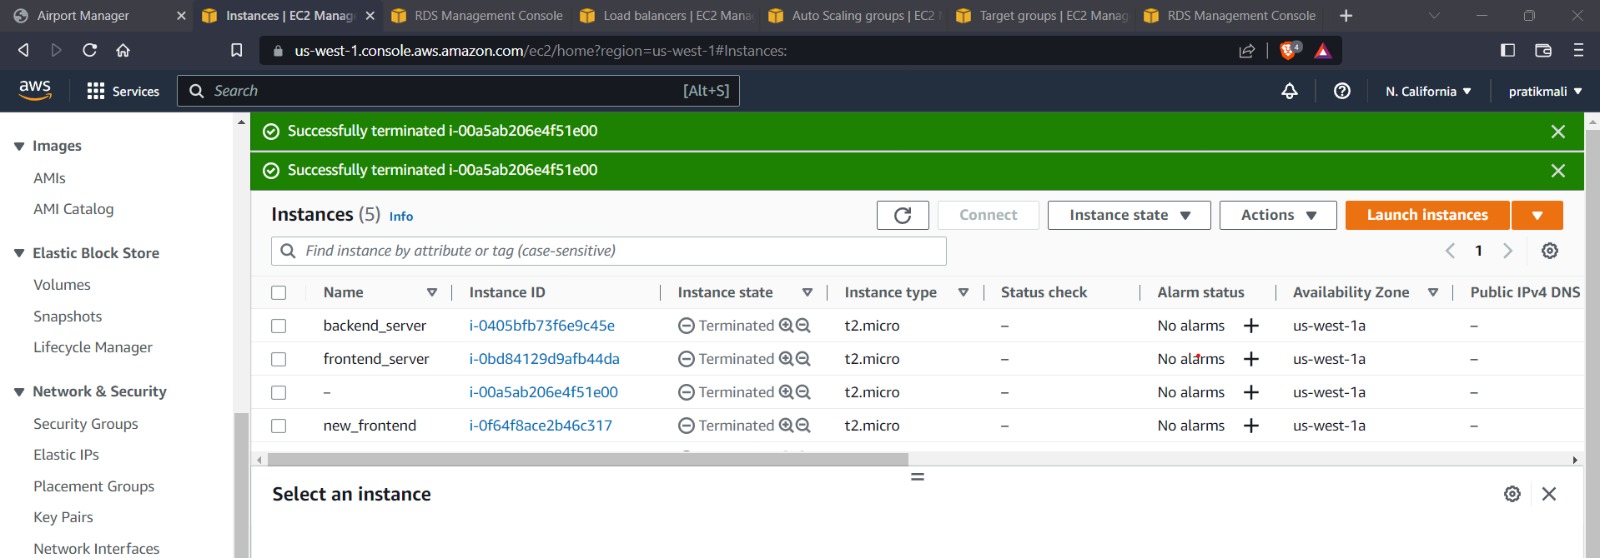 Airport Manager
Instances | EC2 Manag
RDS Management Console
Load balancers | EC2 Mana
Auto Scaling groups | EC2
Target groups | EC2 Manag
RDS Management Console
us-west-1.console.aws.amazon.com/ec2/home?region=us-west-1#Instances:
4
aws
Services
Search
[Alt+S]
N. California
pratikmali
Images
AMIs
AMI Catalog
Elastic Block Store
Volumes
Snapshots
Lifecycle Manager
Network & Security
Security Groups
Elastic IPs
Placement Groups
Key Pairs
Network Interfaces
Successfully terminated i-00a5ab206e4f51e00
Successfully terminated i-00a5ab206e4f51e00
Instances (5) Info
Connect
Instance state
Actions
Launch instances
Find instance by attribute or tag (case-sensitive)
1
Name Instance ID Instance state Instance type Status check Alarm status Availability Zone Public IPv4 DNS
backend_server i-0405bfb73f6e9c45e Terminated t2.micro – No alarms + us-west-1a –
frontend_server i-0bd84129d9afb44da Terminated t2.micro – No alarms + us-west-1a –
– i-00a5ab206e4f51e00 Terminated t2.micro – No alarms + us-west-1a –
new_frontend i-0f64f8ace2b46c317 Terminated t2.micro – No alarms + us-west-1a –
Select an instance